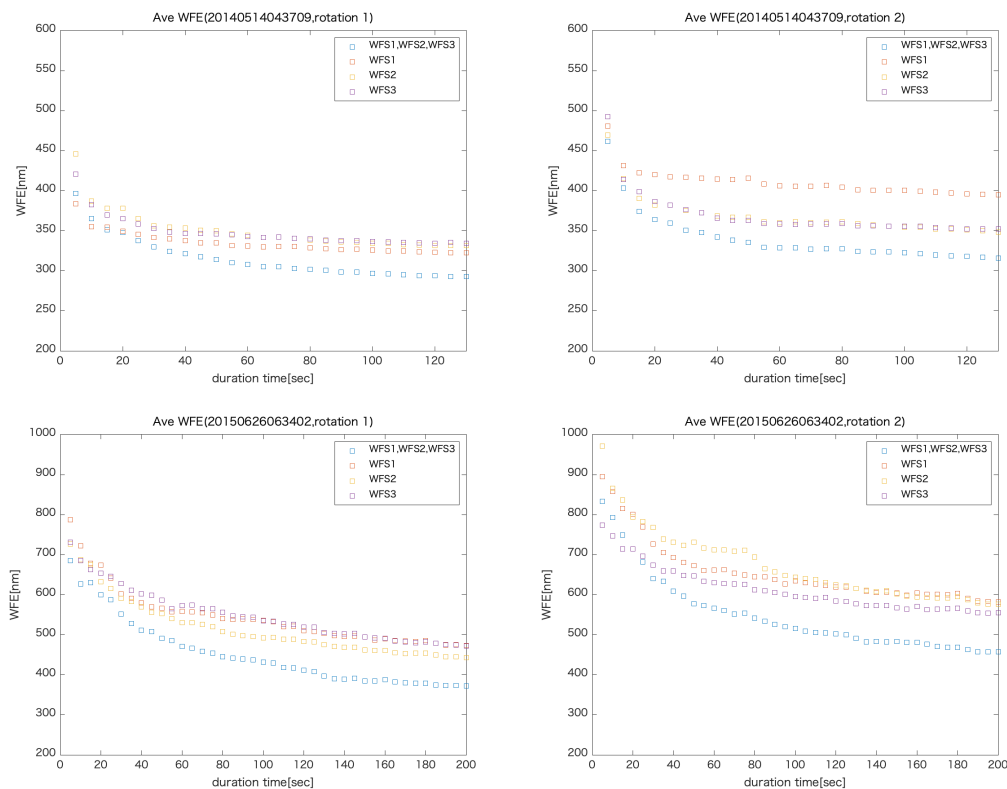 Ave WFE(20140514043709,rotation 1)
WFE[nm]
600
550
500
450
400
350
300
250
200
WFS1,WFS2,WFS3
WFS1
WFS2
WFS3
0 20 40 60 80 100 120
duration time[sec]
Ave WFE(20140514043709,rotation 2)
WFE[nm]
600
550
500
450
400
350
300
250
200
WFS1,WFS2,WFS3
WFS1
WFS2
WFS3
0 20 40 60 80 100 120
duration time[sec]
Ave WFE(20150626063402,rotation 1)
WFE[nm]
1000
900
800
700
600
500
400
300
200
WFS1,WFS2,WFS3
WFS1
WFS2
WFS3
0 20 40 60 80 100 120 140 160 180 200
duration time[sec]
Ave WFE(20150626063402,rotation 2)
WFE[nm]
1000
900
800
700
600
500
400
300
200
WFS1,WFS2,WFS3
WFS1
WFS2
WFS3
0 20 40 60 80 100 120 140 160 180 200
duration time[sec]